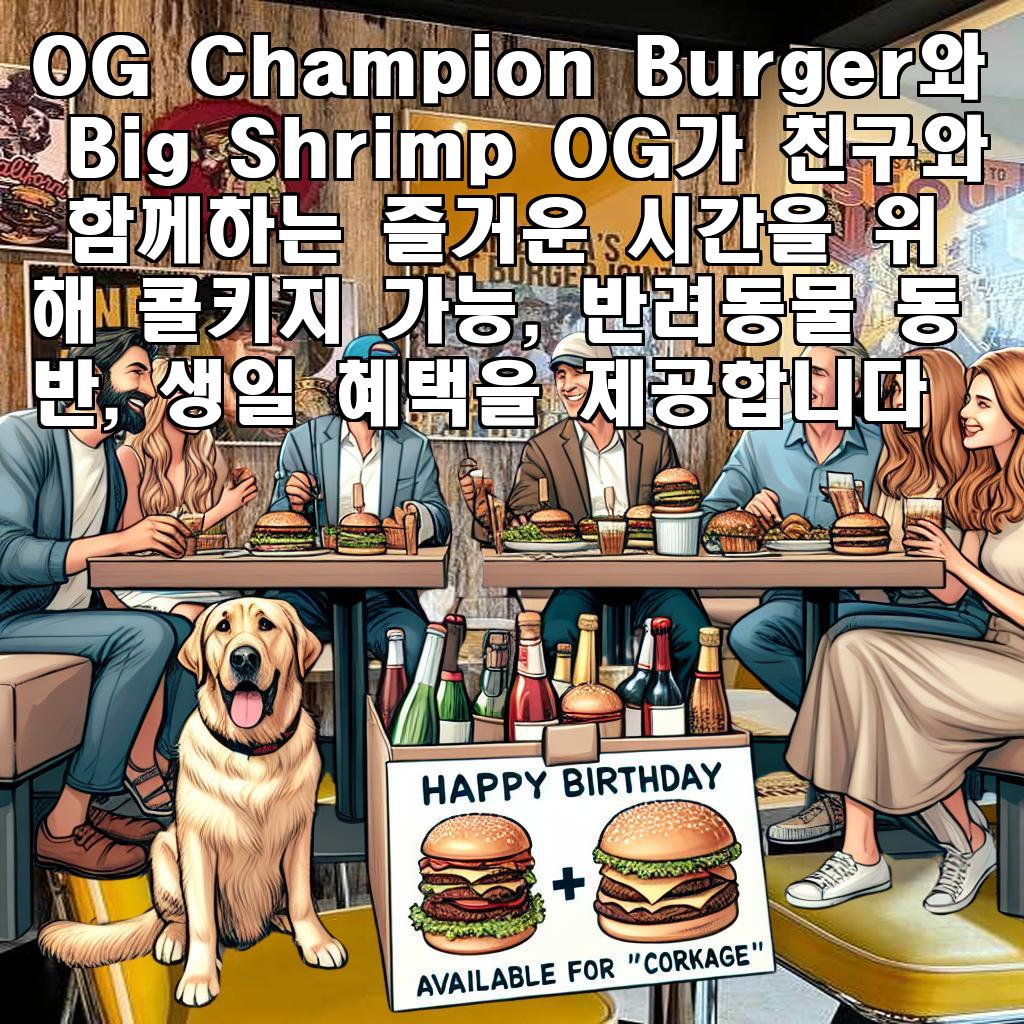 OG Champion Burger와
Big Shrimp OG가 친구와
함께하는 즐거운 시간을 위
해 콜키지 가능, 반려동물 동
반, 생일 혜택을 제공합니다
HAPPY BIRTHDAY
+
AVAILABLE FOR "CORKAGE"